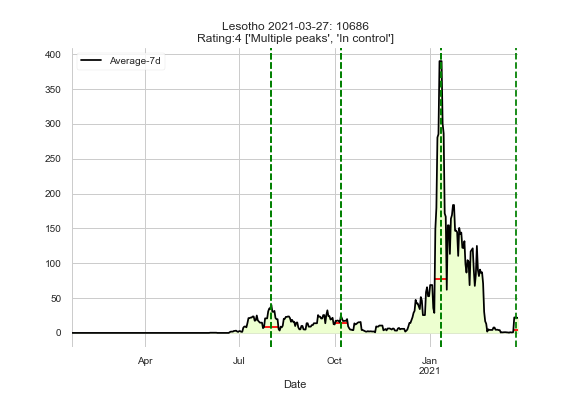 Lesotho 2021-03-27: 10686
Rating:4 ['Multiple peaks', 'In control']
Average-7d
400
350
300
250
200
150
100
50
0
Apr
Jul
Oct
Jan
2021
Date